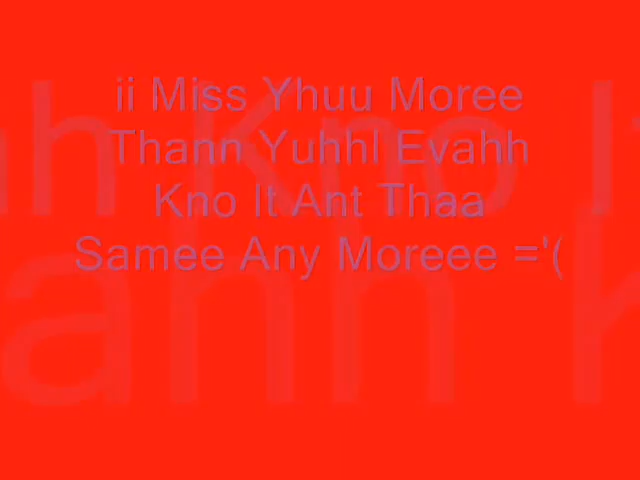 ii Miss Yhuu Moree
Thann Yuhhl Evahh
Kno It Ant Thaa
Samee Any Moreee ='(